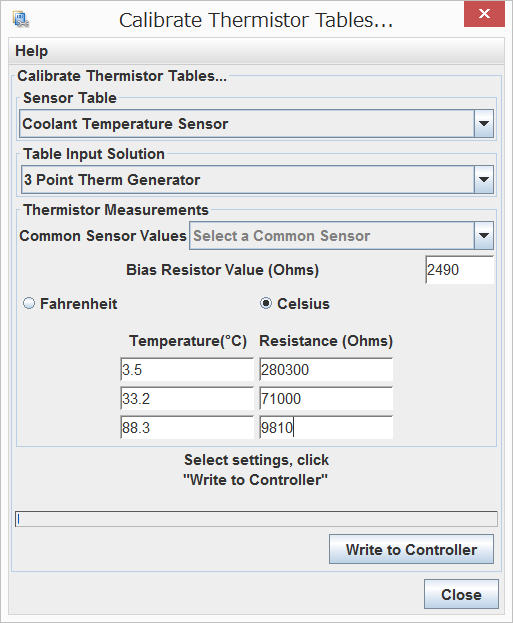 Calibrate Thermistor Tables...
Help
Calibrate Thermistor Tables...
Sensor Table
Coolant Temperature Sensor
Table Input Solution
3 Point Therm Generator
Thermistor Measurements
Common Sensor Values Select a Common Sensor
Bias Resistor Value (Ohms) 2490
Fahrenheit Celsius
Temperature(°C) Resistance (Ohms)
3.5 280300
33.2 71000
88.3 9810
Select settings, click
"Write to Controller"
Write to Controller
Close